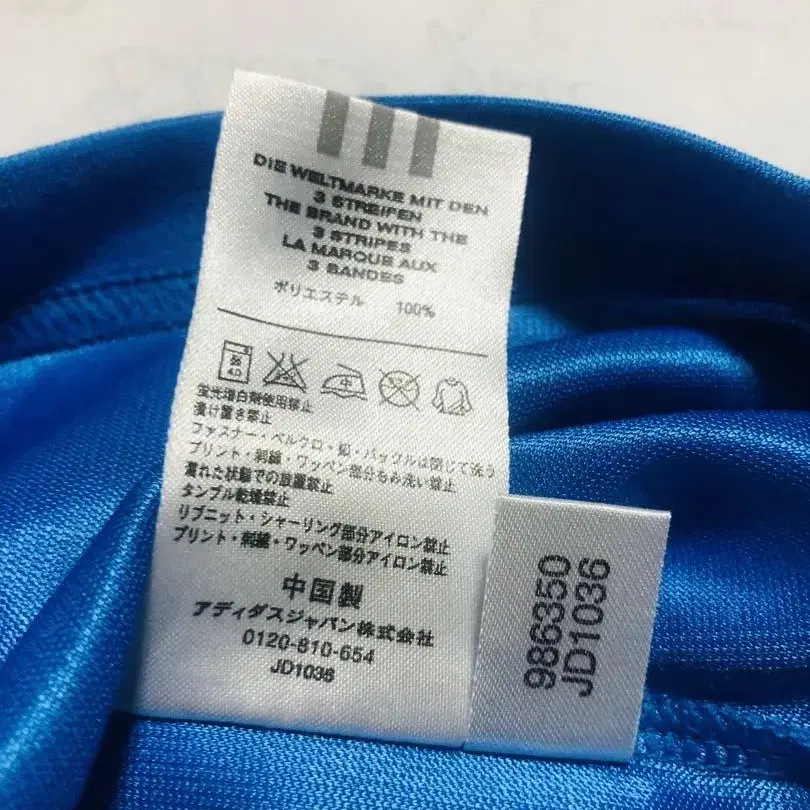 DIE WELTMARKE MIT DEN
3 STREIFEN
THE BRAND WITH THE
3 STRIPES
LA MARQUE AUX
3 BANDES
ポリエステル 100%
40
中
蛍光増白剤使用禁止
漬け置き禁止
ファスナー・ベルクロ・釦・バックルは閉じて洗う
プリント・刺繍・ワッペン部分もみ洗い禁止
濡れた状態での放置禁止
タンブル乾燥禁止
リブニット・シャーリング部分アイロン禁止
プリント・刺繍・ワッペン部分アイロン禁止
中国製
アディダスジャパン株式会社
0120-810-654
JD1036
986350
JD1036